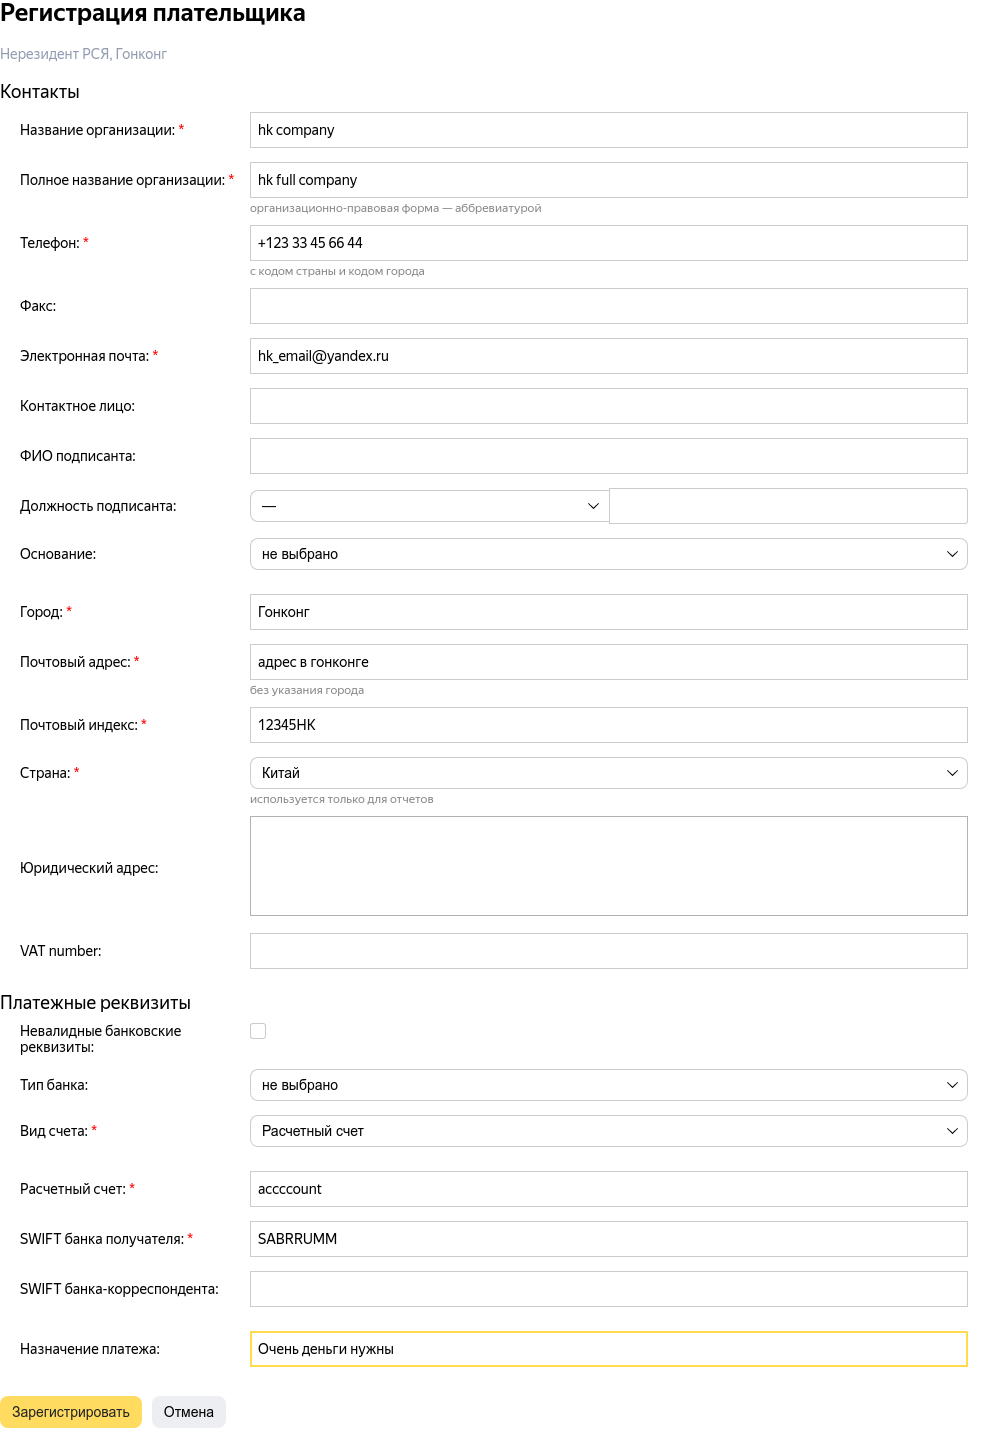 Регистрация плательщика
Нерезидент РСЯ, Гонконг
Контакты
Название организации: * hk company
Полное название организации: * hk full company
организационно-правовая форма — аббревиатурой
Телефон: * +123 33 45 66 44
с кодом страны и кодом города
Факс:
Электронная почта: * hk_email@yandex.ru
Контактное лицо:
ФИО подписанта:
Должность подписанта: —
Основание: не выбрано
Город: * Гонконг
Почтовый адрес: * адрес в гонконге
без указания города
Почтовый индекс: * 12345НК
Страна: * Китай
используется только для отчетов
Юридический адрес:
VAT number:
Платежные реквизиты
Невалидные банковские
реквизиты:
Тип банка: не выбрано
Вид счета: * Расчетный счет
Расчетный счет: * accccount
SWIFT банка получателя: * SABRRUMM
SWIFT банка-корреспондента:
Назначение платежа: Очень деньги нужны
Зарегистрировать Отмена